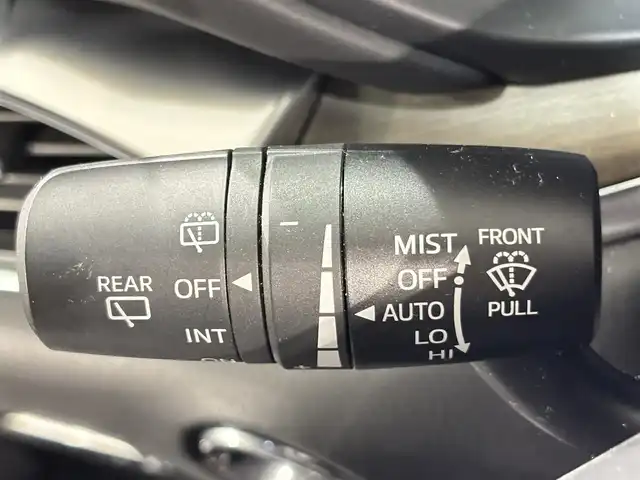 REAR
OFF
INT
MIST
OFF
AUTO
LO
HI
FRONT
PULL